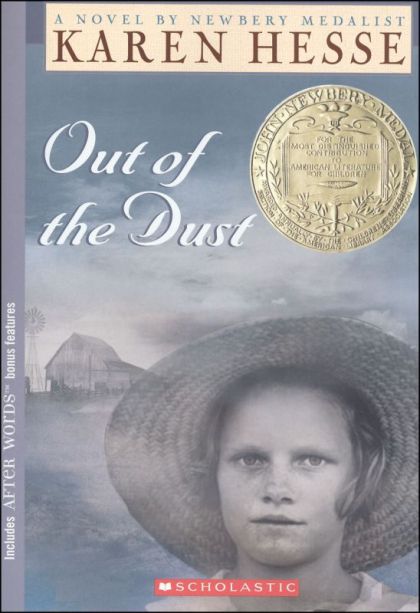 A NOVEL BY NEWBERY MEDALIST
KAREN HESSE
Out of
the Dust
JOHN NEWBERY MEDAL
FOR THE
MOST DISTINGUISHED
CONTRIBUTION
TO
AMERICAN LITERATURE
FOR CHILDREN
Includes AFTER WORDS™ bonus features
SCHOLASTIC